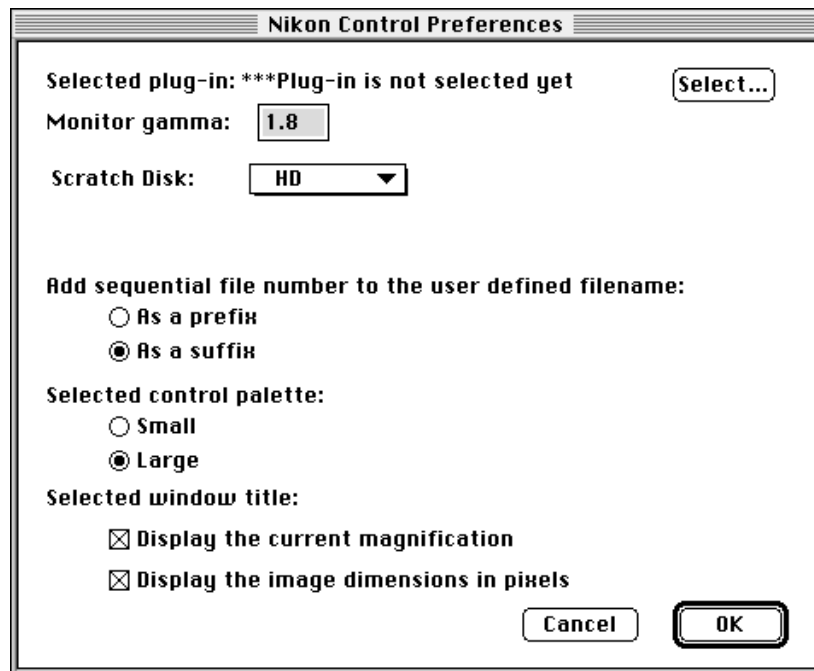 Nikon Control Preferences
Selected plug-in: ***Plug-in is not selected yet Select...
Monitor gamma: 1.8
Scratch Disk: HD
Add sequential file number to the user defined filename:
As a prefix
As a suffix
Selected control palette:
Small
Large
Selected window title:
Display the current magnification
Display the image dimensions in pixels
Cancel OK